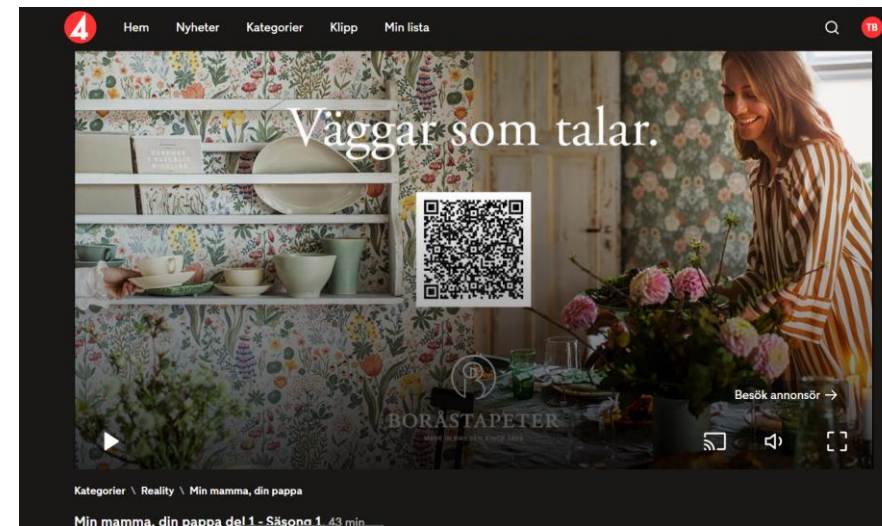 4 Hem Nyheter Kategorier Klipp Min lista TB
Väggar som talar.
Besök annonsör →
BORÅSTAPETER
Kategorier \ Reality \ Min mamma, din pappa
Min mamma, din pappa del 1 - Säsong 1, 43 min